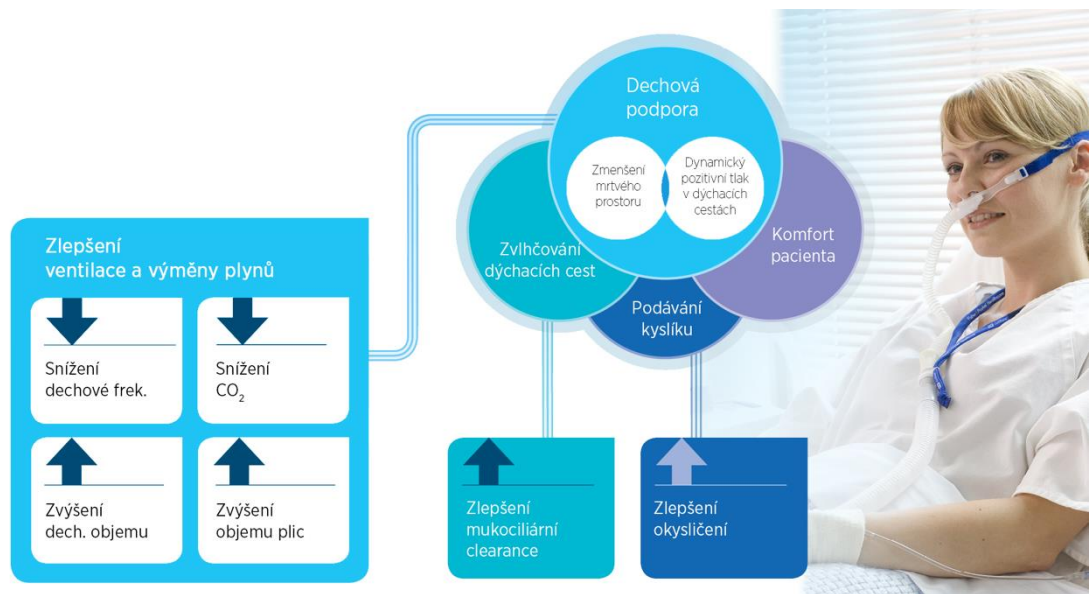 Dechová
podpora
Zmenšení
mrtvého
prostoru
Dynamický
pozitivní tlak
v dýchacích
cestách
Zvlhčování
dýchacích cest
Komfort
pacienta
Podávání
kyslíku
Zlepšení
ventilace a výměny plynů
Snížení
dechové frek.
Snížení
CO₂
Zvýšení
dech. objemu
Zvýšení
objemu plic
Zlepšení
mukociliární
clearance
Zlepšení
okysličení